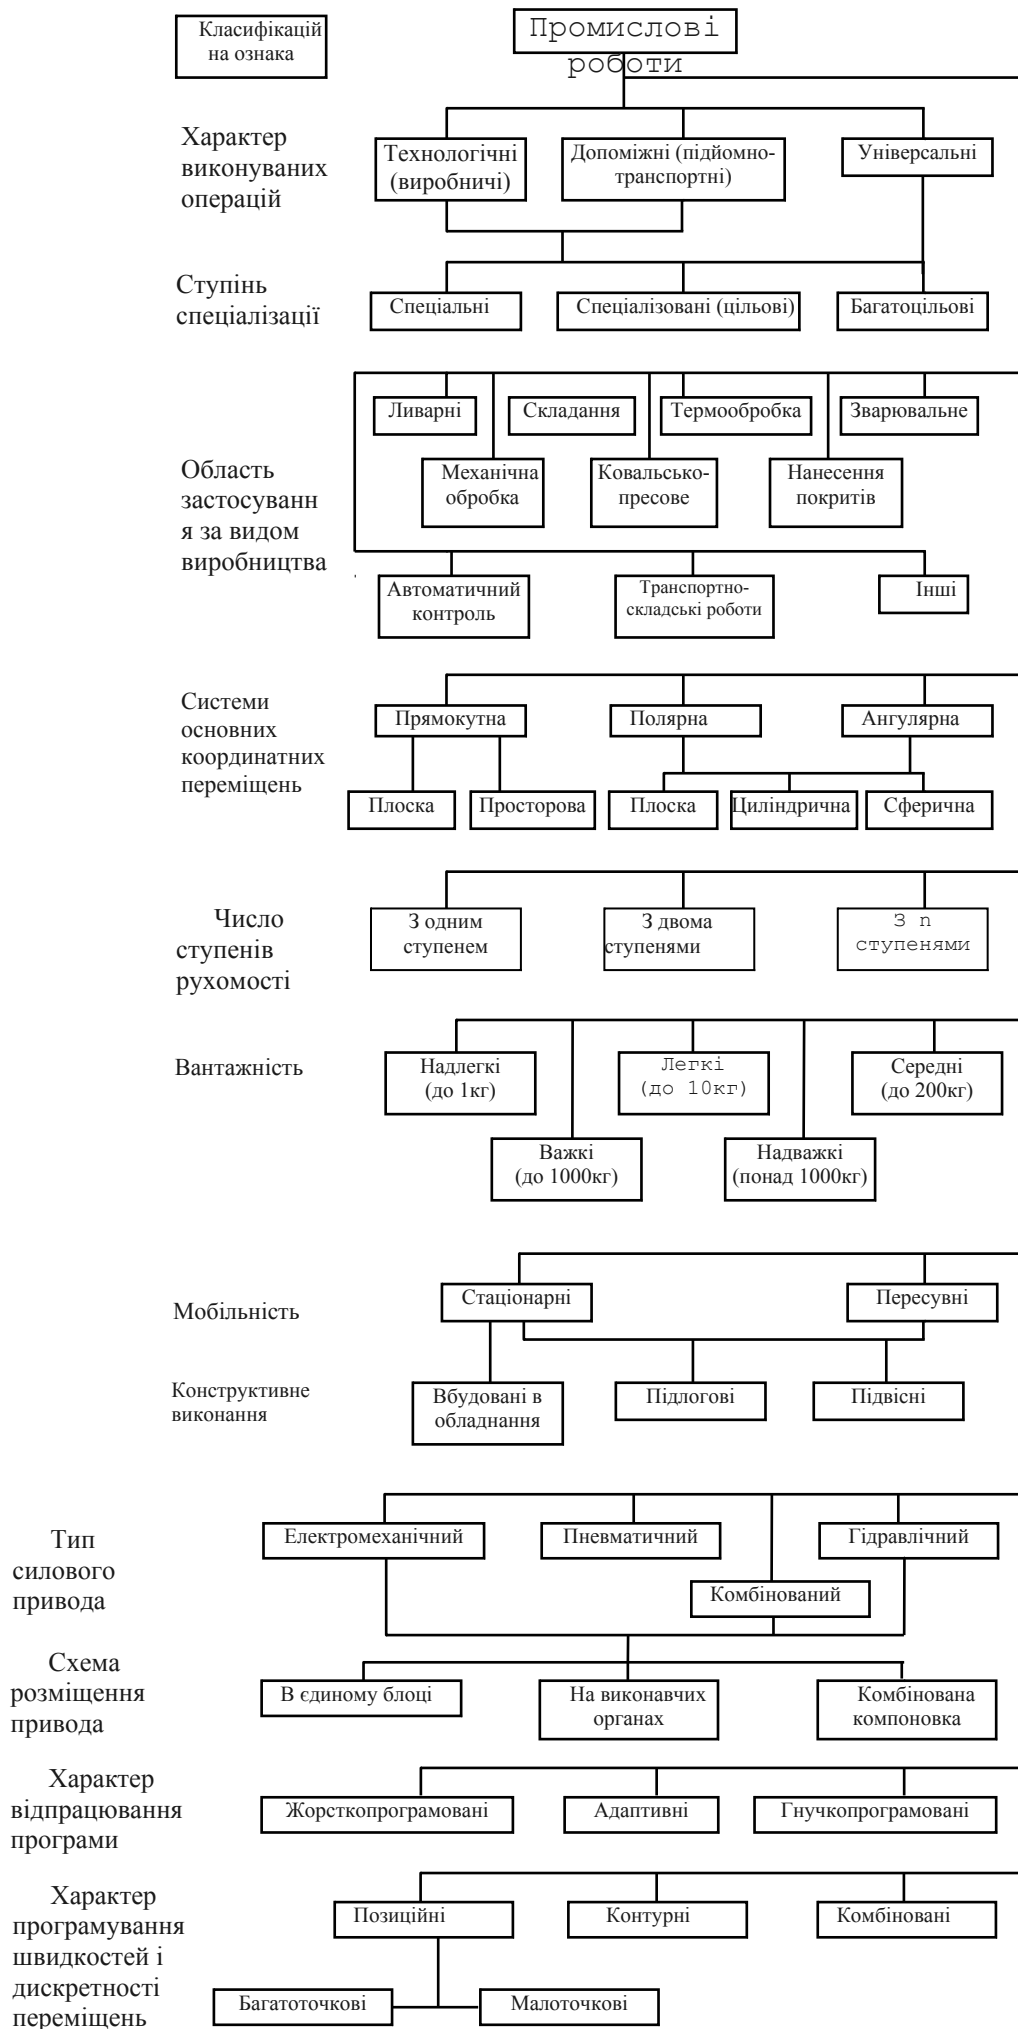 Класифікацій
на ознака
Промислові
роботи
Характер
виконуваних
операцій
Технологічні
(виробничі)
Допоміжні (підйомно-
транспортні)
Універсальні
Ступінь
спеціалізації
Спеціальні
Спеціалізовані (цільові)
Багатоцільові
Ливарні
Складання
Термообробка
Зварювальне
Область
застосуванн
я за видом
виробництва
Механічна
обробка
Ковальсько-
пресове
Нанесення
покритів
Автоматичний
контроль
Транспортно-
складські роботи
Інші
Системи
основних
координатних
переміщень
Прямокутна
Полярна
Ангулярна
Плоска
Просторова
Плоска
Циліндрична
Сферична
Число
ступенів
рухомості
З одним
ступенем
З двома
ступенями
З n
ступенями
Вантажність
Надлегкі
(до 1кг)
Легкі
(до 10кг)
Середні
(до 200кг)
Важкі
(до 1000кг)
Надважкі
(понад 1000кг)
Мобільність
Стаціонарні
Пересувні
Конструктивне
виконання
Вбудовані в
обладнання
Підлогові
Підвісні
Тип
силового
привода
Електромеханічний
Пневматичний
Гідравлічний
Комбінований
Схема
розміщення
привода
В єдиному блоці
На виконавчих
органах
Комбінована
компоновка
Характер
відпрацювання
програми
Жорсткопрограмовані
Адаптивні
Гнучкопрограмовані
Характер
програмування
швидкостей і
дискретності
переміщень
Позиційні
Контурні
Комбіновані
Багатоточкові
Малоточкові